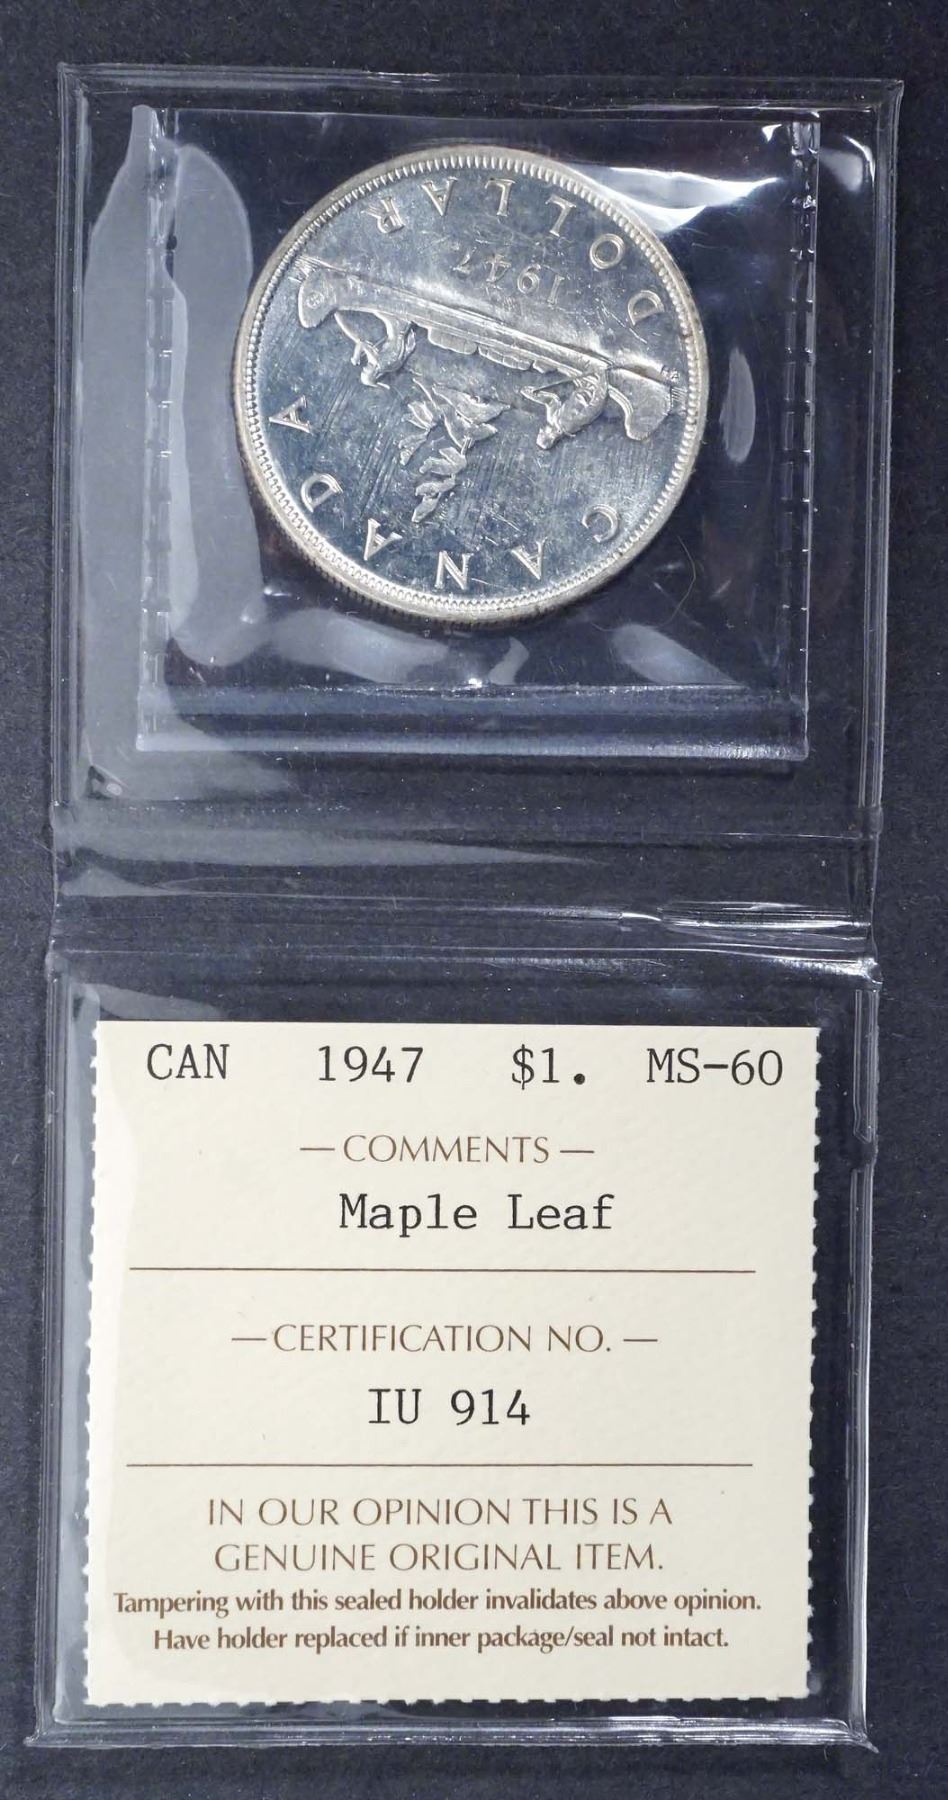 CANADA
1947
DOLLAR
CAN 1947 $1. MS-60
—COMMENTS—
Maple Leaf
—CERTIFICATION NO.—
IU 914
IN OUR OPINION THIS IS A
GENUINE ORIGINAL ITEM.
Tampering with this sealed holder invalidates above opinion.
Have holder replaced if inner package/seal not intact.